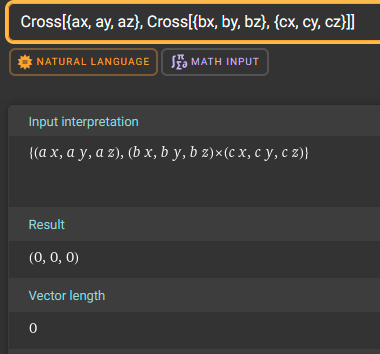 Cross[{ax, ay, az}, Cross[{bx, by, bz}, {cx, cy, cz}]]
NATURAL LANGUAGE
∫Σ∂π MATH INPUT
Input interpretation
{(a x, a y, a z), (b x, b y, b z)×(c x, c y, c z)}
Result
(0, 0, 0)
Vector length
0